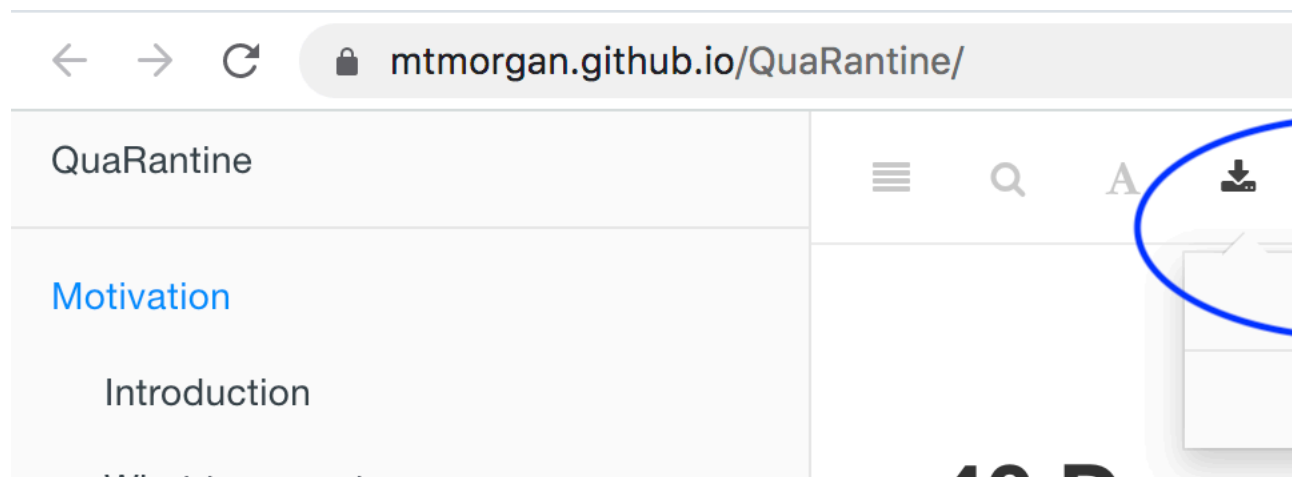 mtmorgan.github.io/QuaRantine/
QuaRantine
A
Motivation
Introduction